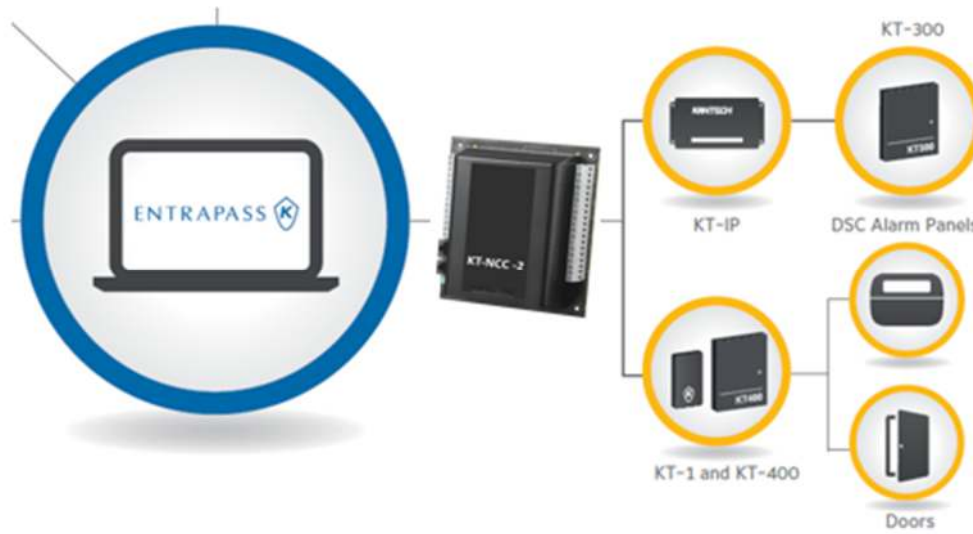 KT-300
ENTRAPASS K
KT-NCC -2
KANTECH
KT300
KT-IP
DSC Alarm Panels
KT400
KT-1 and KT-400
Doors